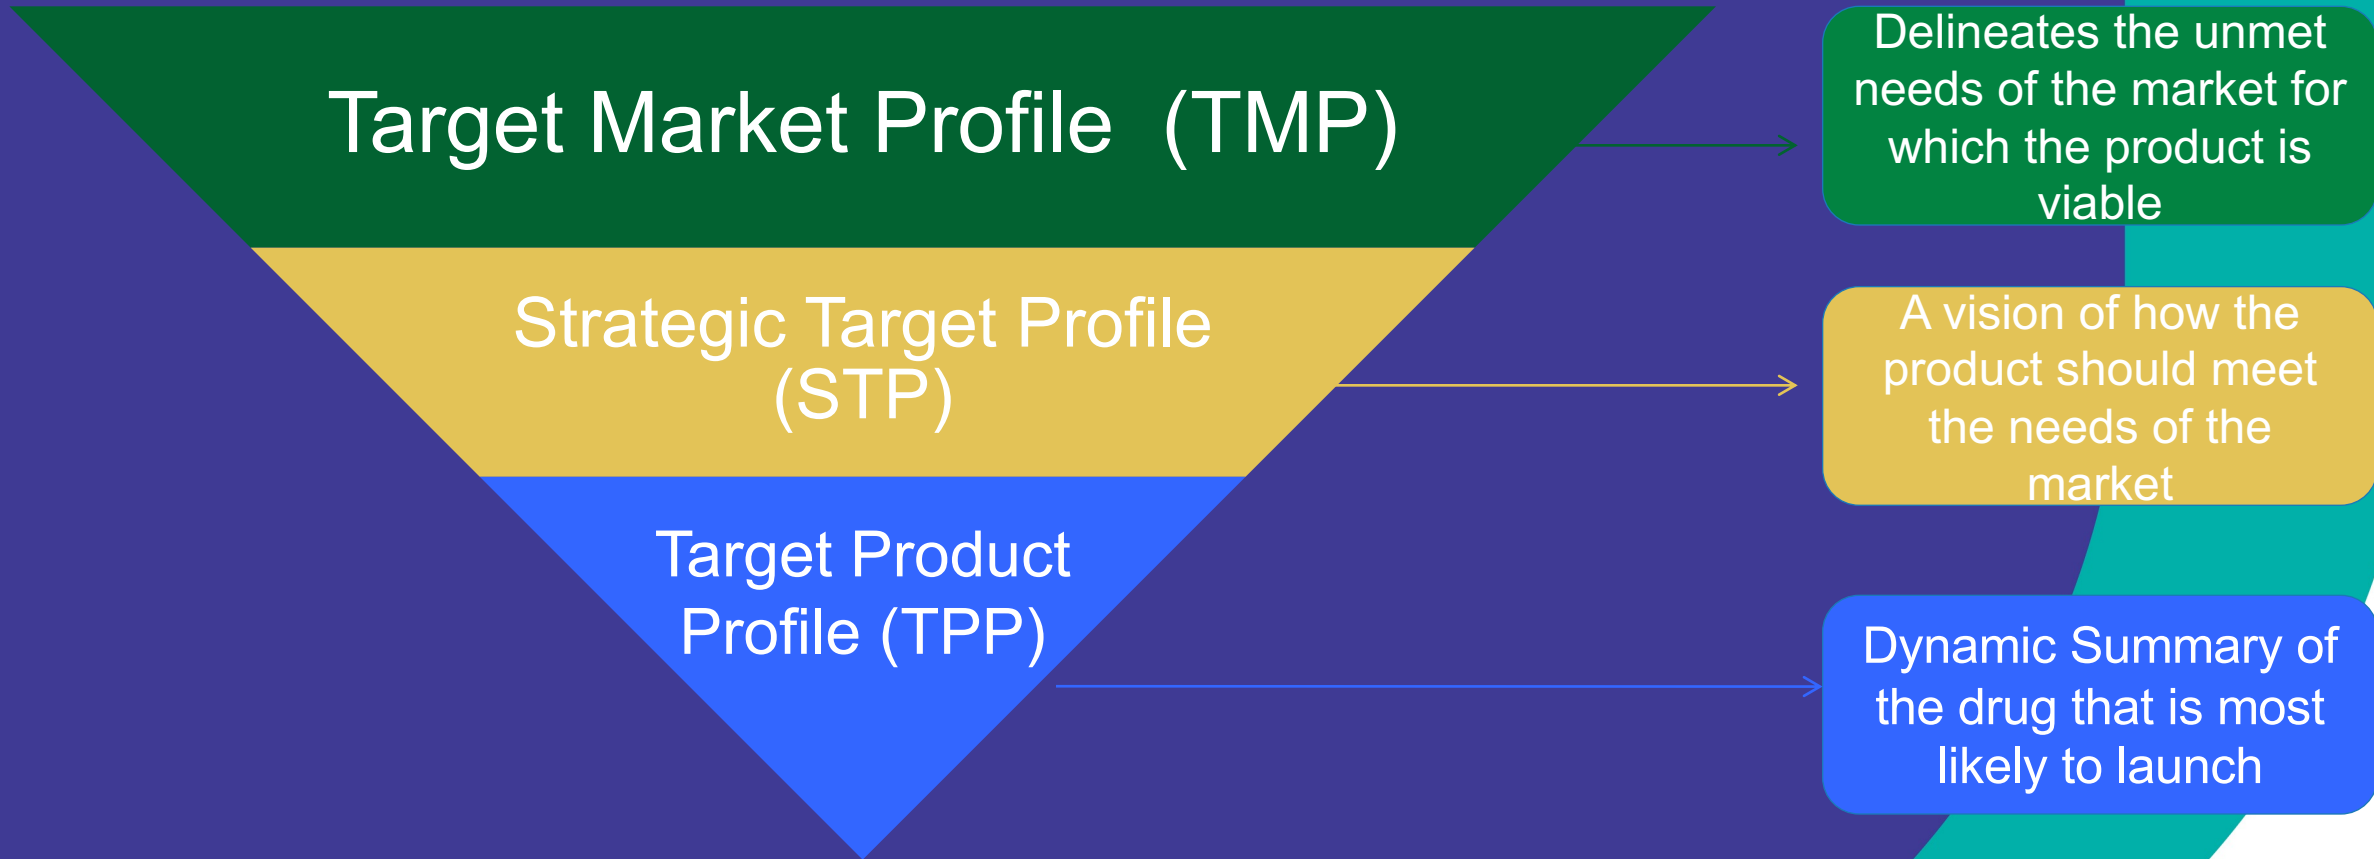 Target Market Profile (TMP)
Delineates the unmet
needs of the market for
which the product is
viable
Strategic Target Profile
(STP)
A vision of how the
product should meet
the needs of the
market
Target Product
Profile (TPP)
Dynamic Summary of
the drug that is most
likely to launch